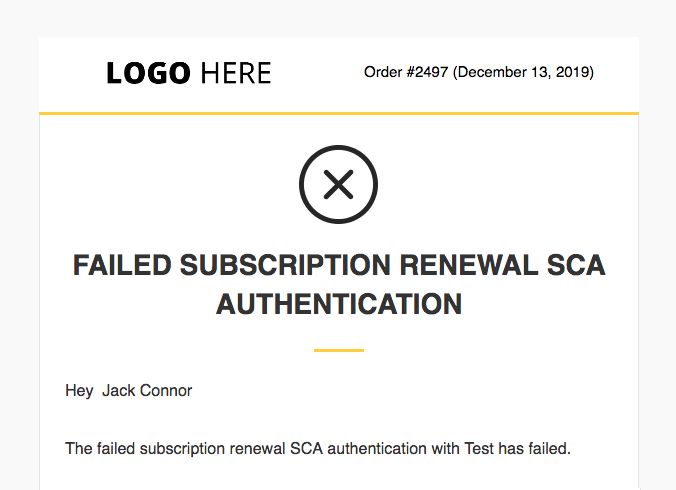 LOGO HERE
Order #2497 (December 13, 2019)
FAILED SUBSCRIPTION RENEWAL SCA
AUTHENTICATION
Hey  Jack Connor
The failed subscription renewal SCA authentication with Test has failed.